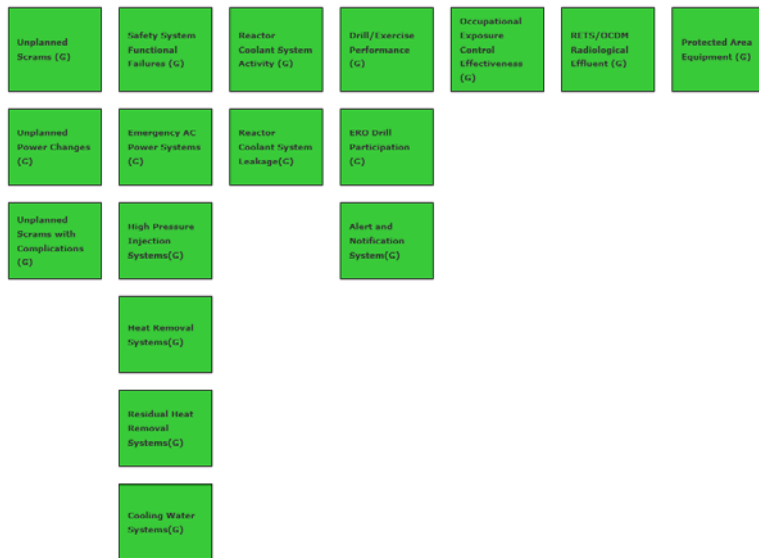 Unplanned
Scrams (G)
Safety System
Functional
Failures (G)
Reactor
Coolant System
Activity (G)
Drill/Exercise
Performance (G)
Occupational
Exposure
Control
Effectiveness
(G)
RETS/OCDM
Radiological
Effluent (G)
Protected Area
Equipment (G)
Unplanned
Power Changes
(G)
Emergency AC
Power Systems
(G)
Reactor
Coolant System
Leakage(G)
ERO Drill
Participation
(G)
Unplanned
Scrams with
Complications
(G)
High Pressure
Injection
Systems(G)
Alert and
Notification
System(G)
Heat Removal
Systems(G)
Residual Heat
Removal
Systems(G)
Cooling Water
Systems(G)